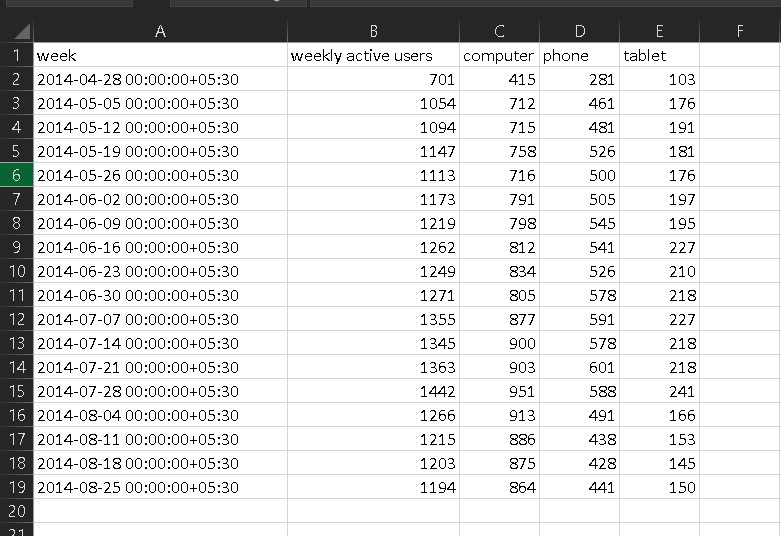 A B C D E F
1 week weekly active users computer phone tablet
2 2014-04-28 00:00:00+05:30 701 415 281 103
3 2014-05-05 00:00:00+05:30 1054 712 461 176
4 2014-05-12 00:00:00+05:30 1094 715 481 191
5 2014-05-19 00:00:00+05:30 1147 758 526 181
6 2014-05-26 00:00:00+05:30 1113 716 500 176
7 2014-06-02 00:00:00+05:30 1173 791 505 197
8 2014-06-09 00:00:00+05:30 1219 798 545 195
9 2014-06-16 00:00:00+05:30 1262 812 541 227
10 2014-06-23 00:00:00+05:30 1249 834 526 210
11 2014-06-30 00:00:00+05:30 1271 805 578 218
12 2014-07-07 00:00:00+05:30 1355 877 591 227
13 2014-07-14 00:00:00+05:30 1345 900 578 218
14 2014-07-21 00:00:00+05:30 1363 903 601 218
15 2014-07-28 00:00:00+05:30 1442 951 588 241
16 2014-08-04 00:00:00+05:30 1266 913 491 166
17 2014-08-11 00:00:00+05:30 1215 886 438 153
18 2014-08-18 00:00:00+05:30 1203 875 428 145
19 2014-08-25 00:00:00+05:30 1194 864 441 150
20
21